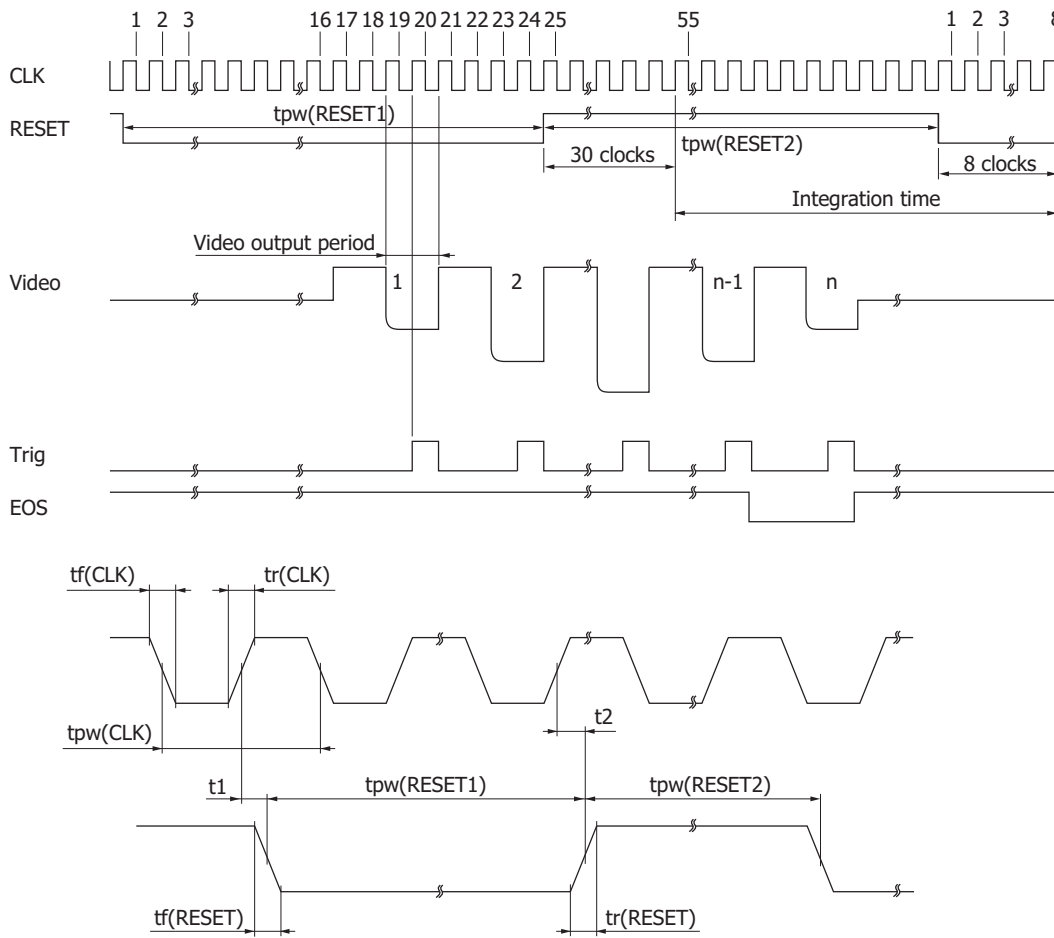 1 2 3 16 17 18 19 20 21 22 23 24 25 55 1 2 3 8
CLK
RESET
tpw(RESET1)
tpw(RESET2)
30 clocks
8 clocks
Integration time
Video output period
Video
1
2
n-1
n
Trig
EOS
tf(CLK)
tr(CLK)
tpw(CLK)
t2
t1
tpw(RESET1)
tpw(RESET2)
tf(RESET)
tr(RESET)